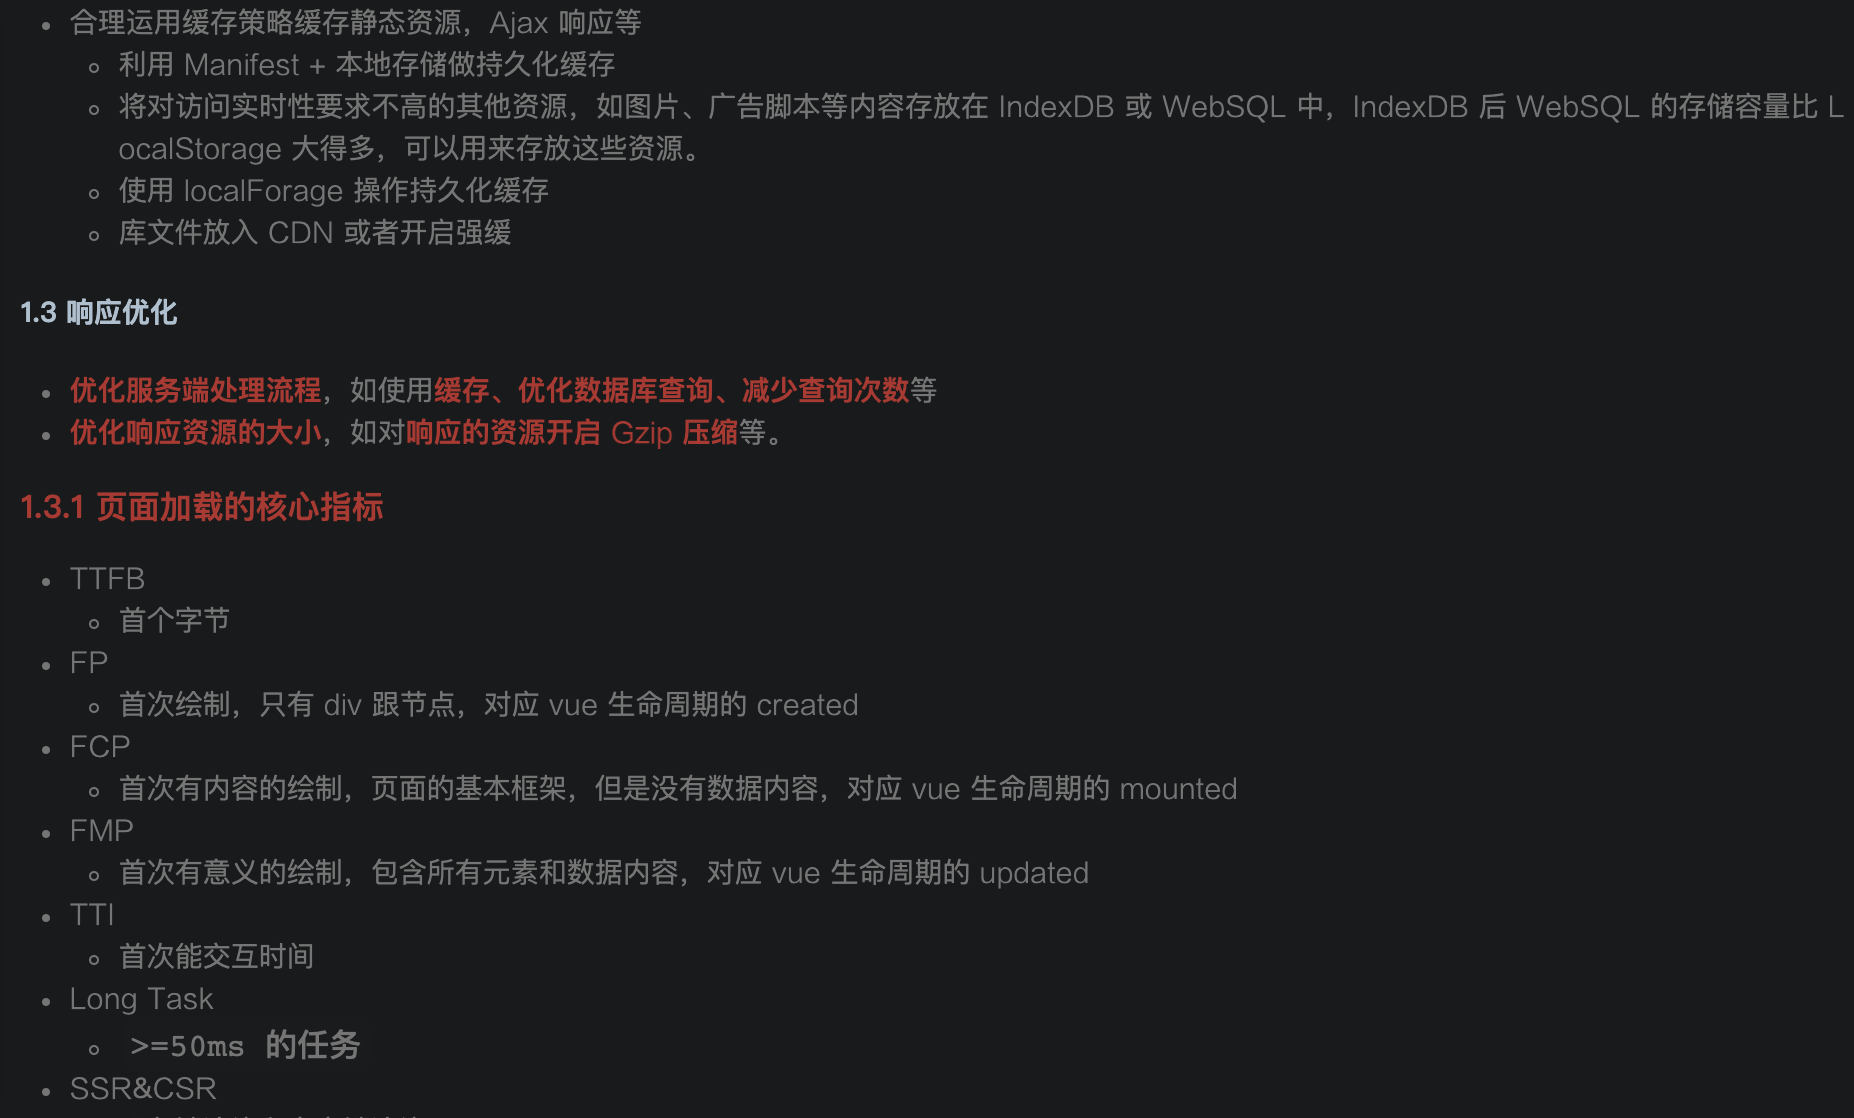 合理运用缓存策略缓存静态资源，Ajax 响应等
利用 Manifest + 本地存储做持久化缓存
将对访问实时性要求不高的其他资源，如图片、广告脚本等内容存放在 IndexDB 或 WebSQL 中，IndexDB 后 WebSQL 的存储容量比 L
ocalStorage 大得多，可以用来存放这些资源。
使用 localForage 操作持久化缓存
库文件放入 CDN 或者开启强缓
1.3 响应优化
优化服务端处理流程，如使用缓存、优化数据库查询、减少查询次数等
优化响应资源的大小，如对响应的资源开启 Gzip 压缩等。
1.3.1 页面加载的核心指标
TTFB
首个字节
FP
首次绘制，只有 div 跟节点，对应 vue 生命周期的 created
FCP
首次有内容的绘制，页面的基本框架，但是没有数据内容，对应 vue 生命周期的 mounted
FMP
首次有意义的绘制，包含所有元素和数据内容，对应 vue 生命周期的 updated
TTI
首次能交互时间
Long Task
>=50ms 的任务
SSR&CSR